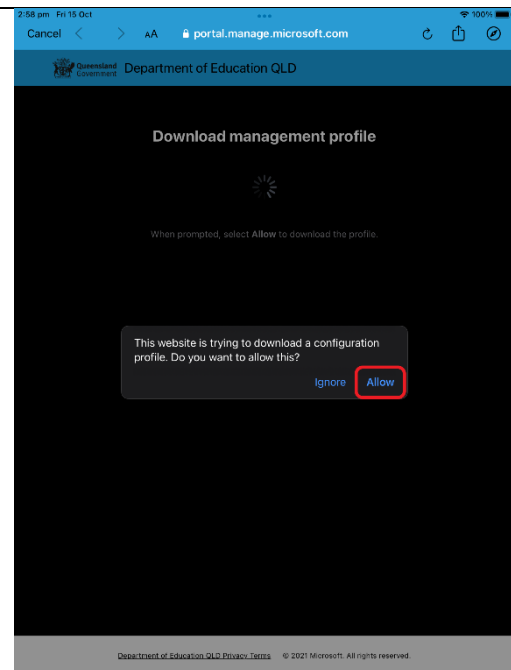 2:58 pm Fri 15 Oct 100%
Cancel AA portal.manage.microsoft.com
Queensland Government Department of Education QLD
Download management profile
When prompted, select Allow to download the profile.
This website is trying to download a configuration
profile. Do you want to allow this?
Ignore Allow
Department of Education QLD Privacy Terms © 2021 Microsoft. All rights reserved.